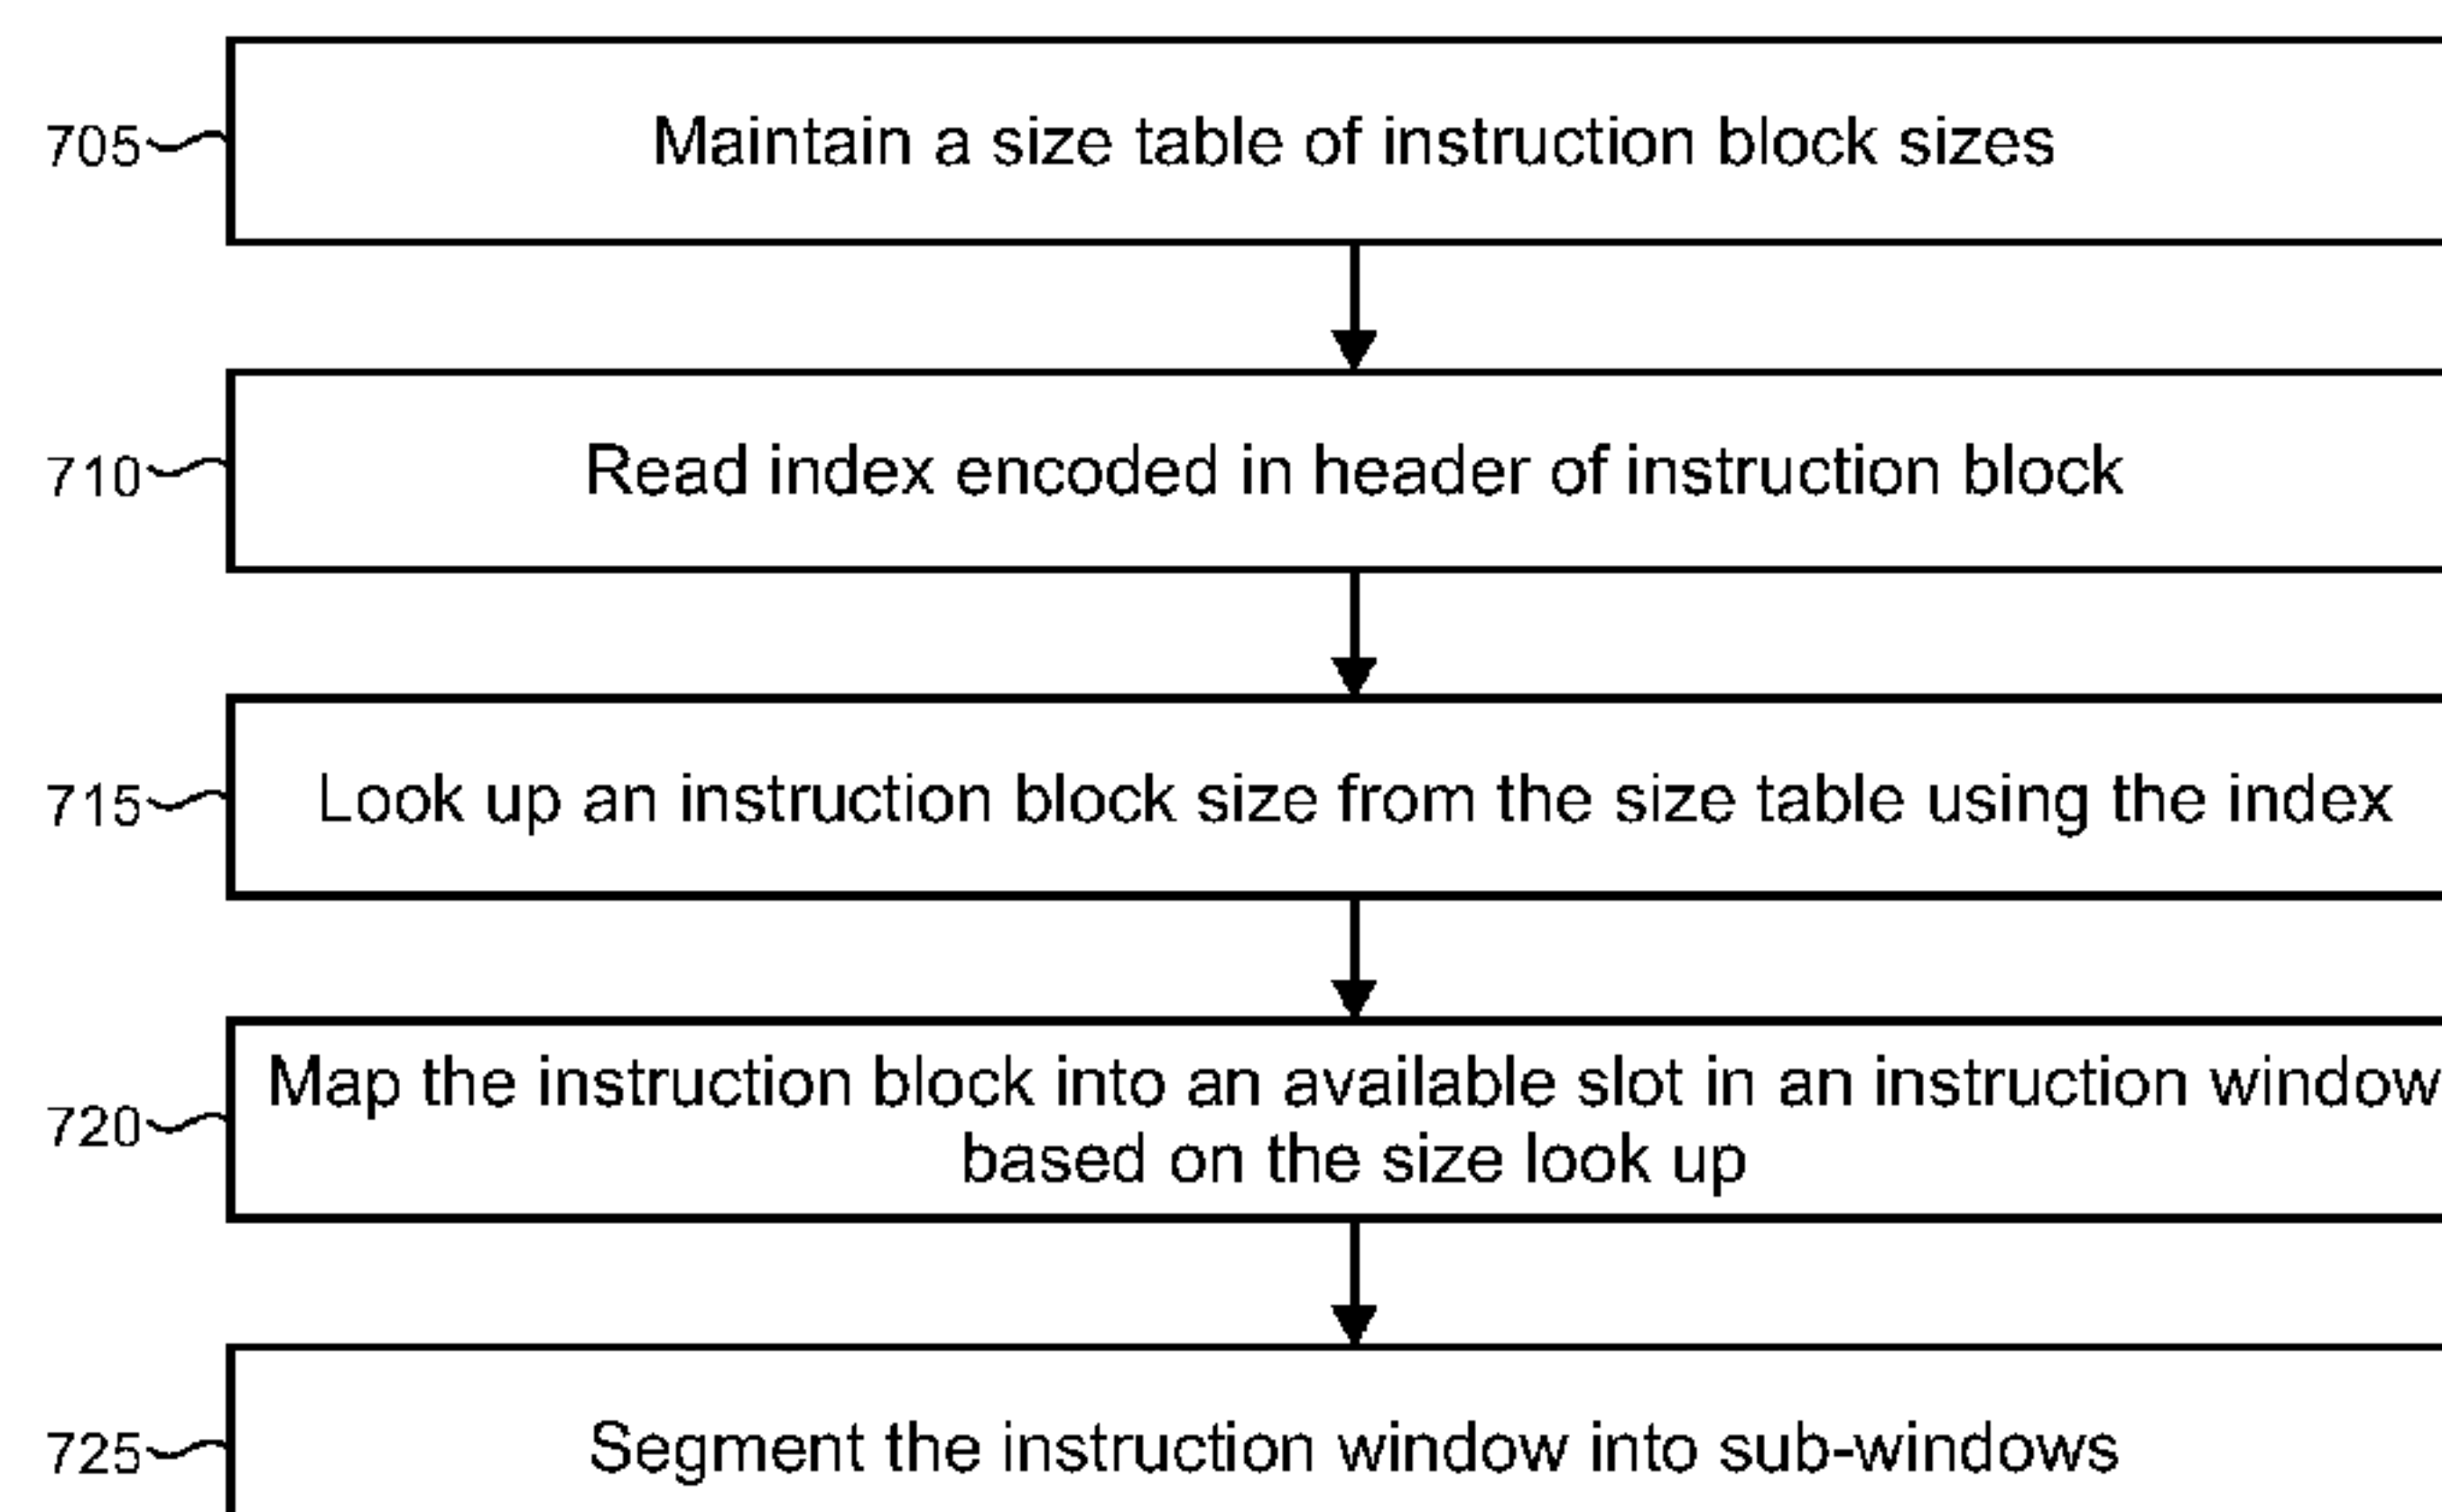 705 Maintain a size table of instruction block sizes
710 Read index encoded in header of instruction block
715 Look up an instruction block size from the size table using the index
Map the instruction block into an available slot in an instruction window
720 based on the size look up
725 Segment the instruction window into sub-windows